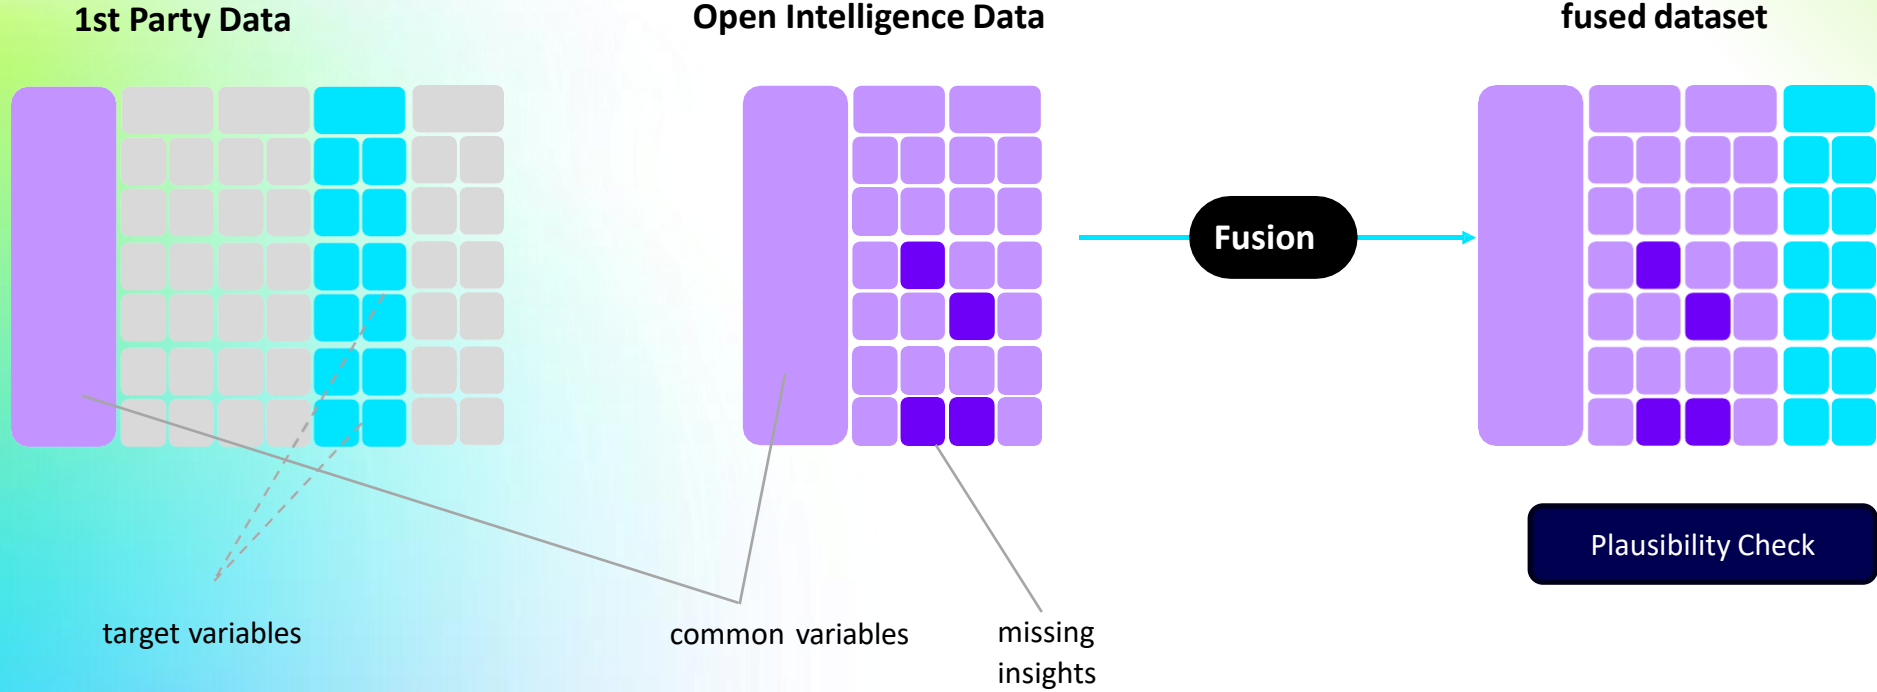 1st Party Data
Open Intelligence Data
fused dataset
Fusion
Plausibility Check
target variables
common variables
missing
insights